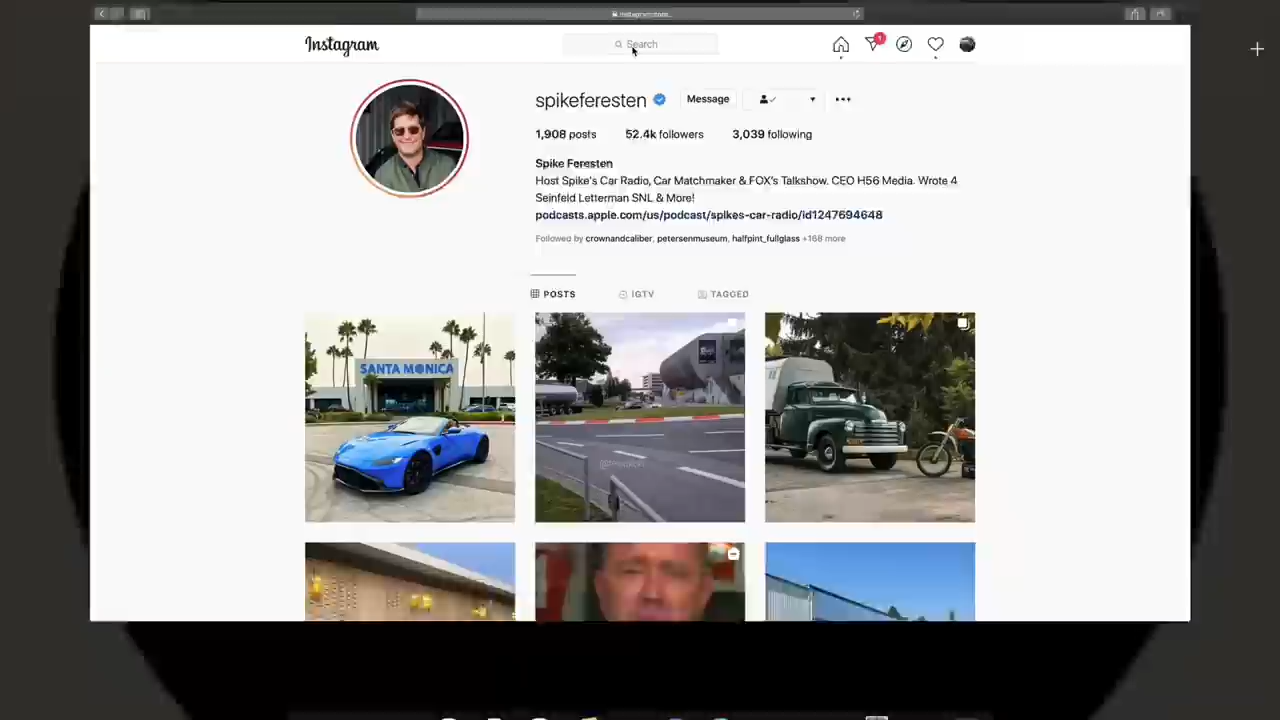 Instagram
Search
1
spikeferesten
Message
1,908 posts 52.4k followers 3,039 following
Spike Feresten
Host Spike's Car Radio, Car Matchmaker & FOX's Talkshow. CEO H56 Media. Wrote 4
Seinfeld Letterman SNL & More!
podcasts.apple.com/us/podcast/spikes-car-radio/id1247694648
Followed by crownandcaliber, petersenmuseum, halfpint_fullglass +168 more
POSTS IGTV TAGGED
SANTA MONICA